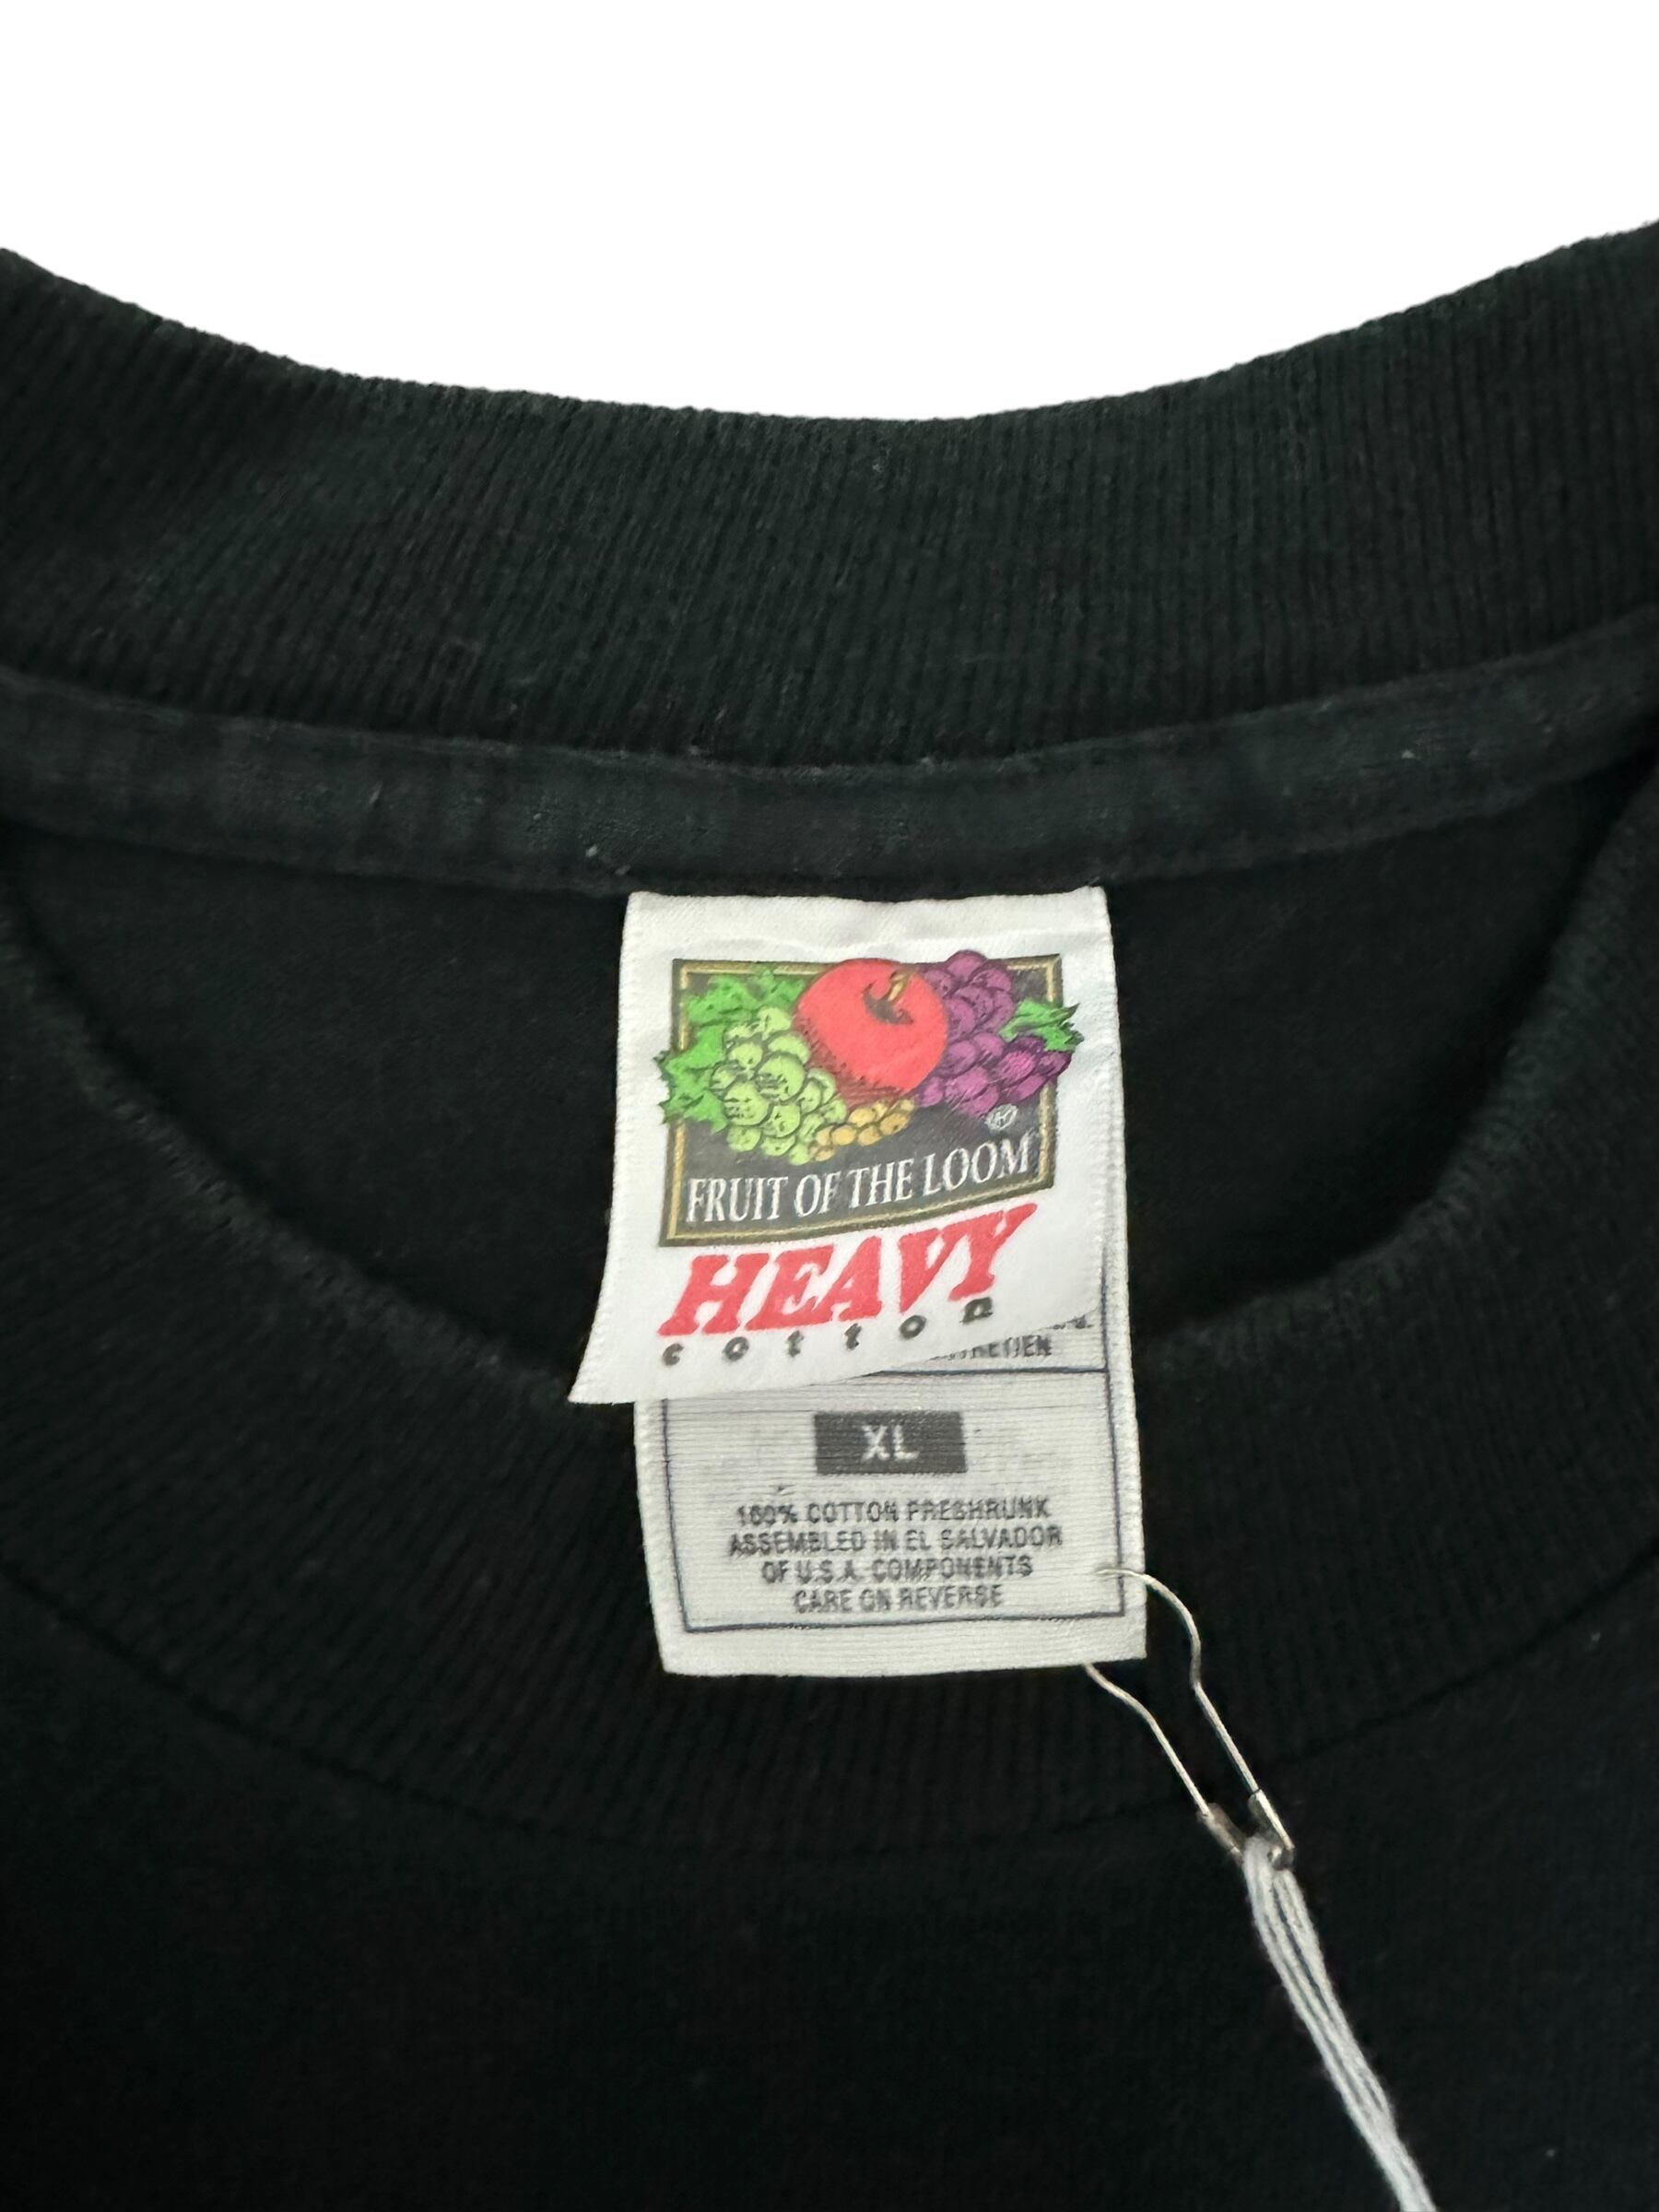 FRUIT OF THE LOOM
HEAVY
cotton
XL
100% COTTON PRESHRUNK
ASSEMBLED IN EL SALVADOR
OF U.S.A. COMPONENTS
CARE ON REVERSE